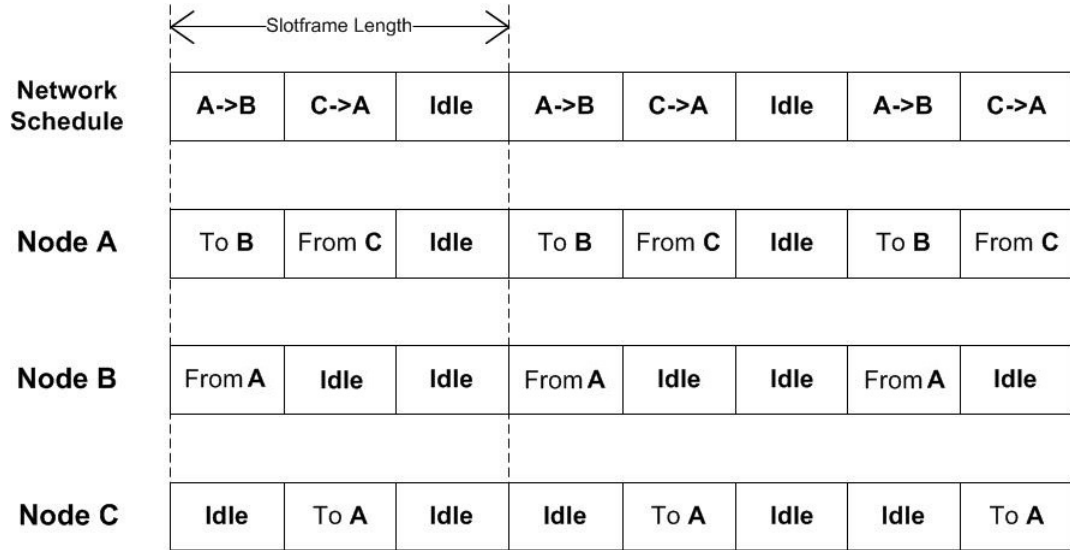 Slotframe Length
Network
Schedule
A->B C->A Idle A->B C->A Idle A->B C->A
Node A To B From C Idle To B From C Idle To B From C
Node B From A Idle Idle From A Idle Idle From A Idle
Node C Idle To A Idle Idle To A Idle Idle To A